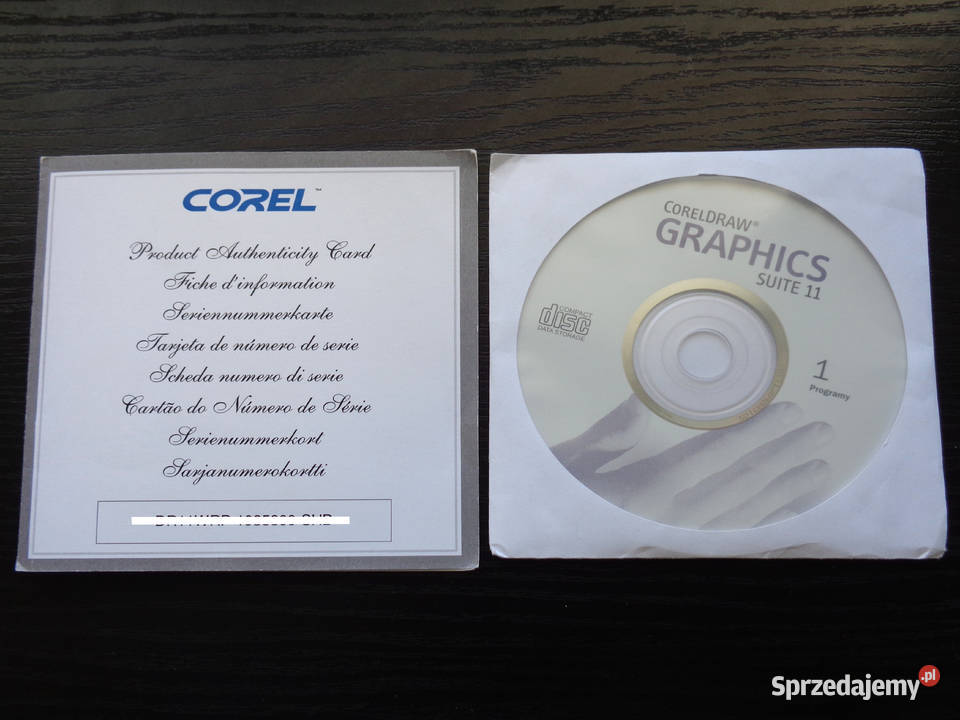 COREL™
Product Authenticity Card
Fiche d'information
Seriennummerkarte
Tarjeta de número de serie
Scheda numero di serie
Cartão do Número de Série
Serienummerkort
Sarjanumerokortti
CORELDRAW®
GRAPHICS
SUITE 11
COMPACT
disc
DATA STORAGE
1
Programy
Sprzedajemy.pl